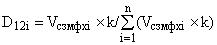 D12i = Vсзмфхi × k/∑(i=1, n)(Vсзмфхi × k)